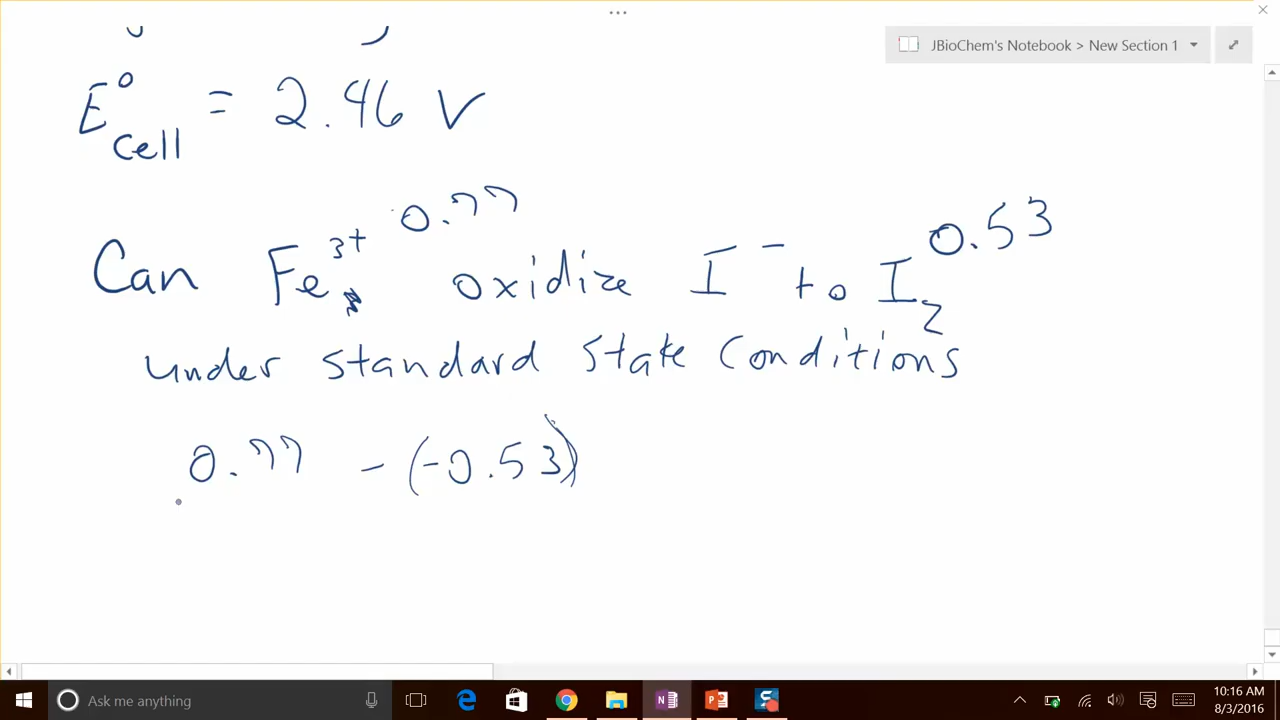 JBioChem's Notebook > New Section 1
E°cell = 2.46 V
Can Fe³⁺ 0.77 oxidize I⁻ to I₂ 0.53
under standard state conditions
0.77 - (-0.53)
Ask me anything
10:16 AM
8/3/2016